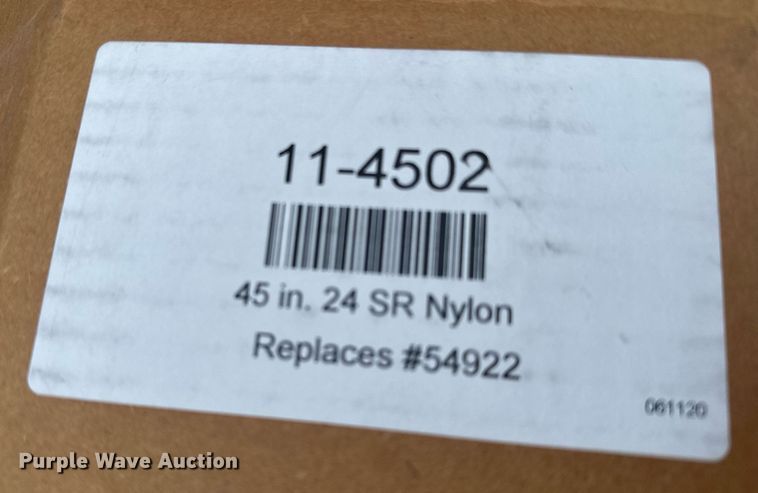 11-4502
45 in. 24 SR Nylon
Replaces #54922
061120
Purple Wave Auction